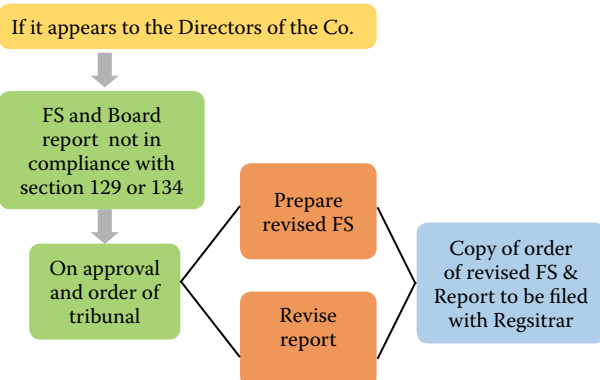 If it appears to the Directors of the Co.
FS and Board
report not in
compliance with
section 129 or 134
On approval
and order of
tribunal
Prepare
revised FS
Revise
report
Copy of order
of revised FS &
Report to be filed
with Regsitrar